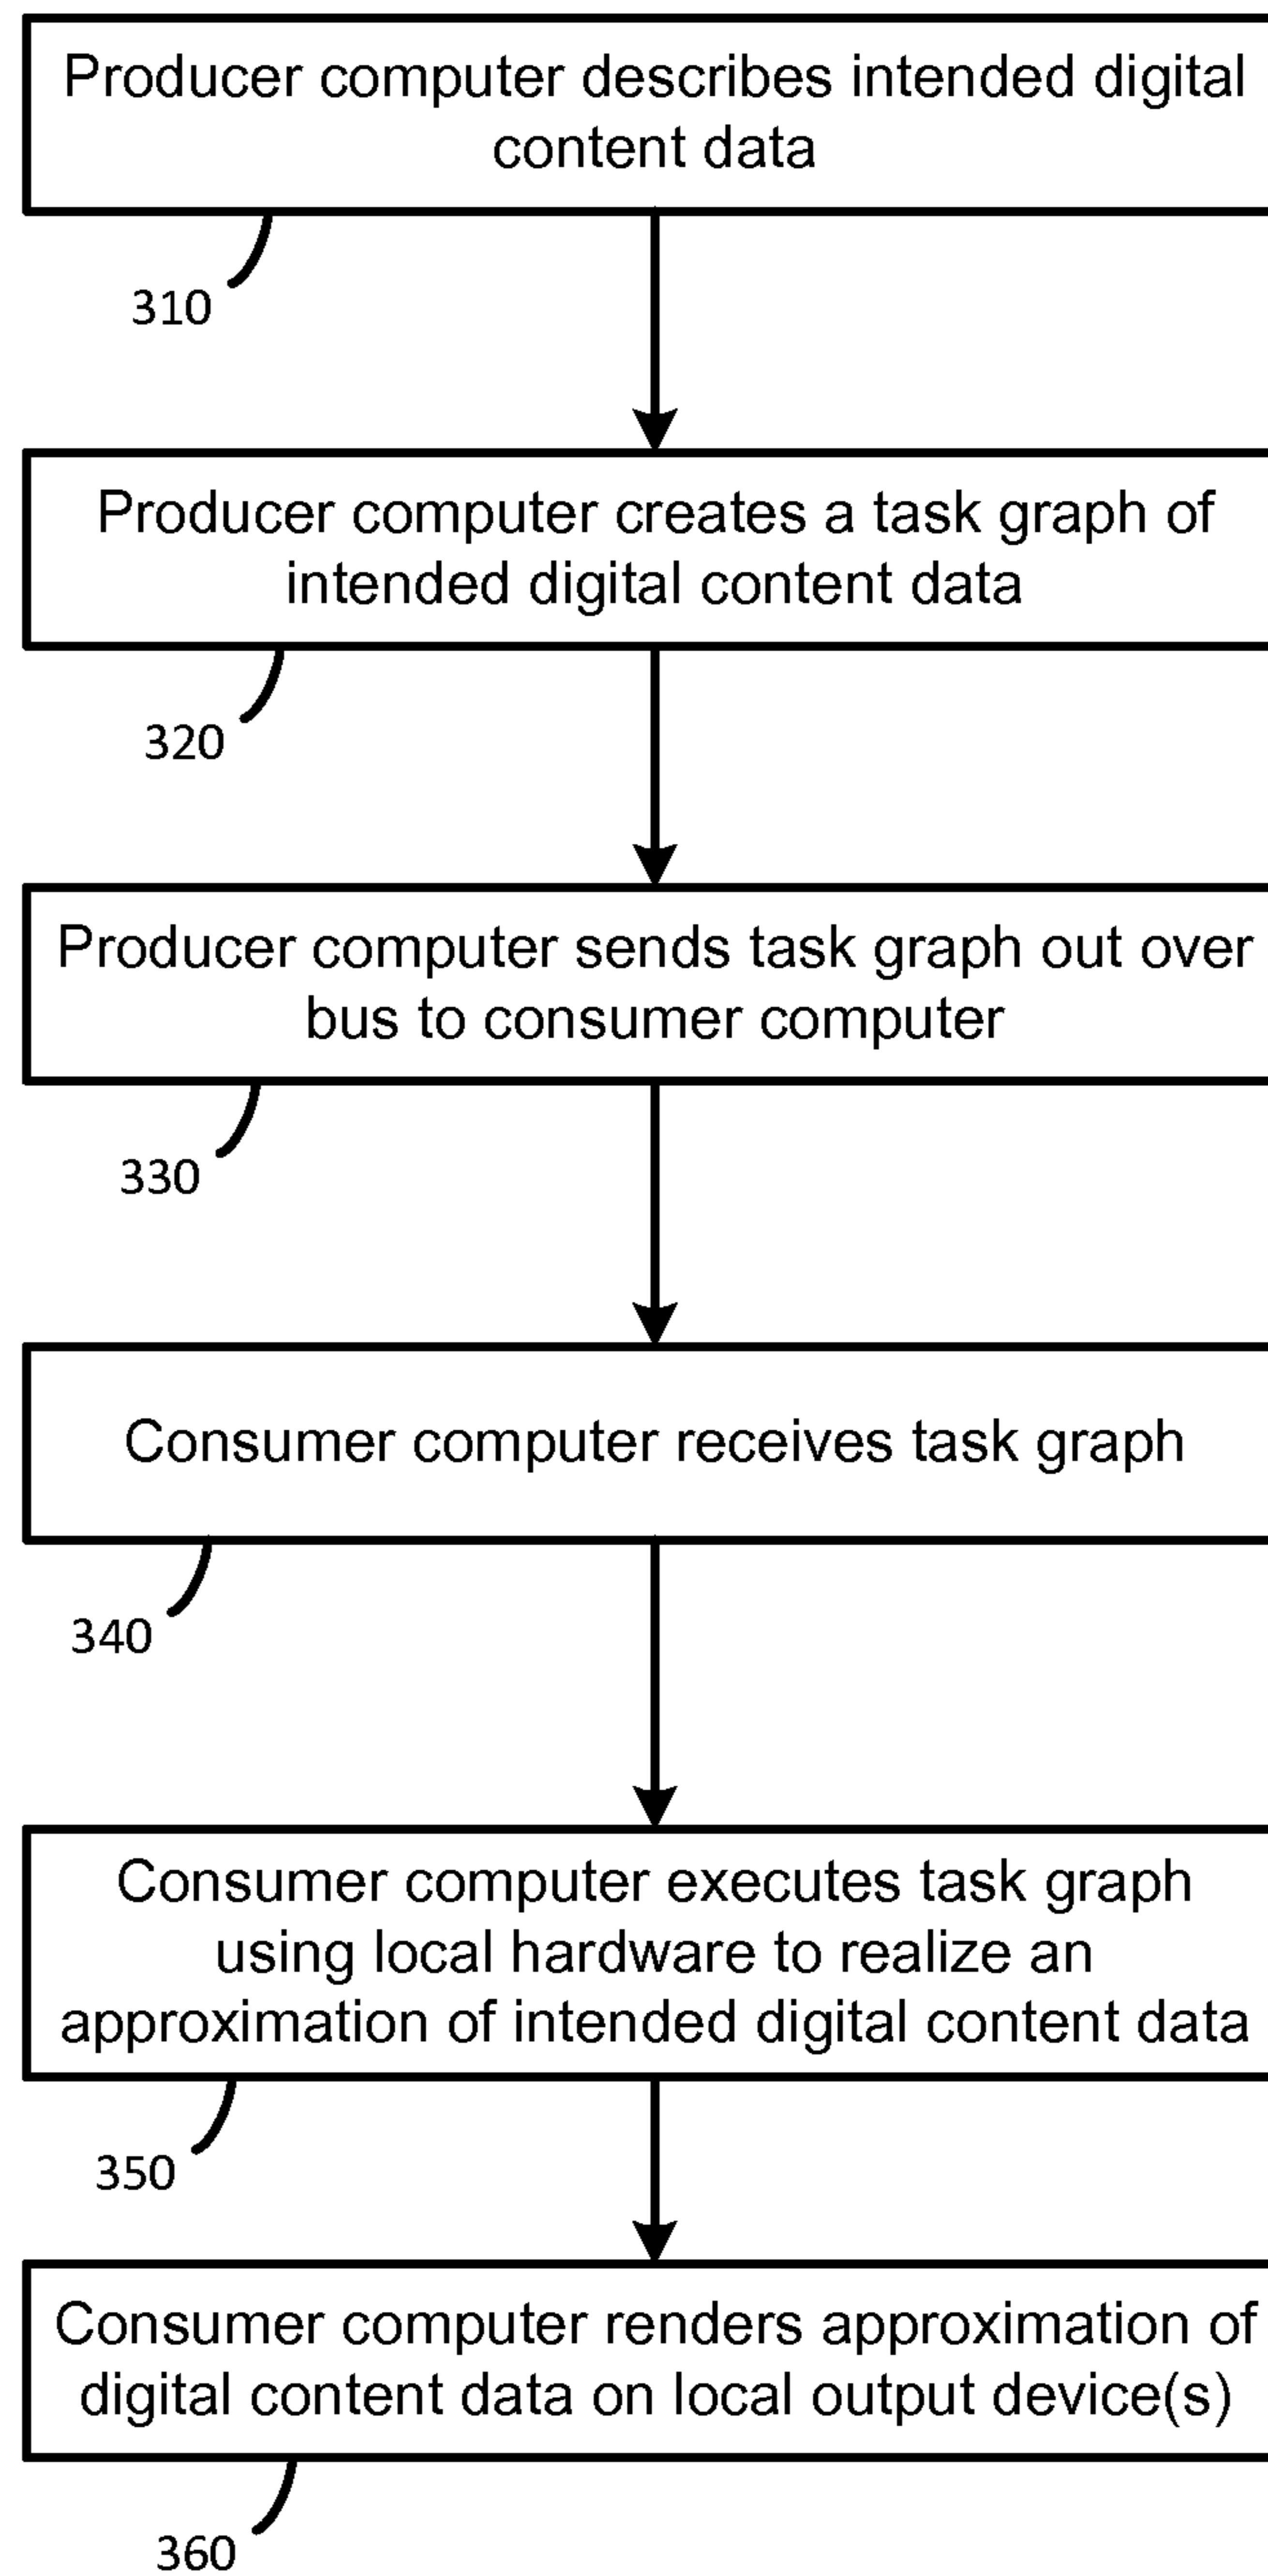 Producer computer describes intended digital
content data
310
Producer computer creates a task graph of
intended digital content data
320
Producer computer sends task graph out over
bus to consumer computer
330
Consumer computer receives task graph
340
Consumer computer executes task graph
using local hardware to realize an
approximation of intended digital content data
350
Consumer computer renders approximation of
digital content data on local output device(s)
360